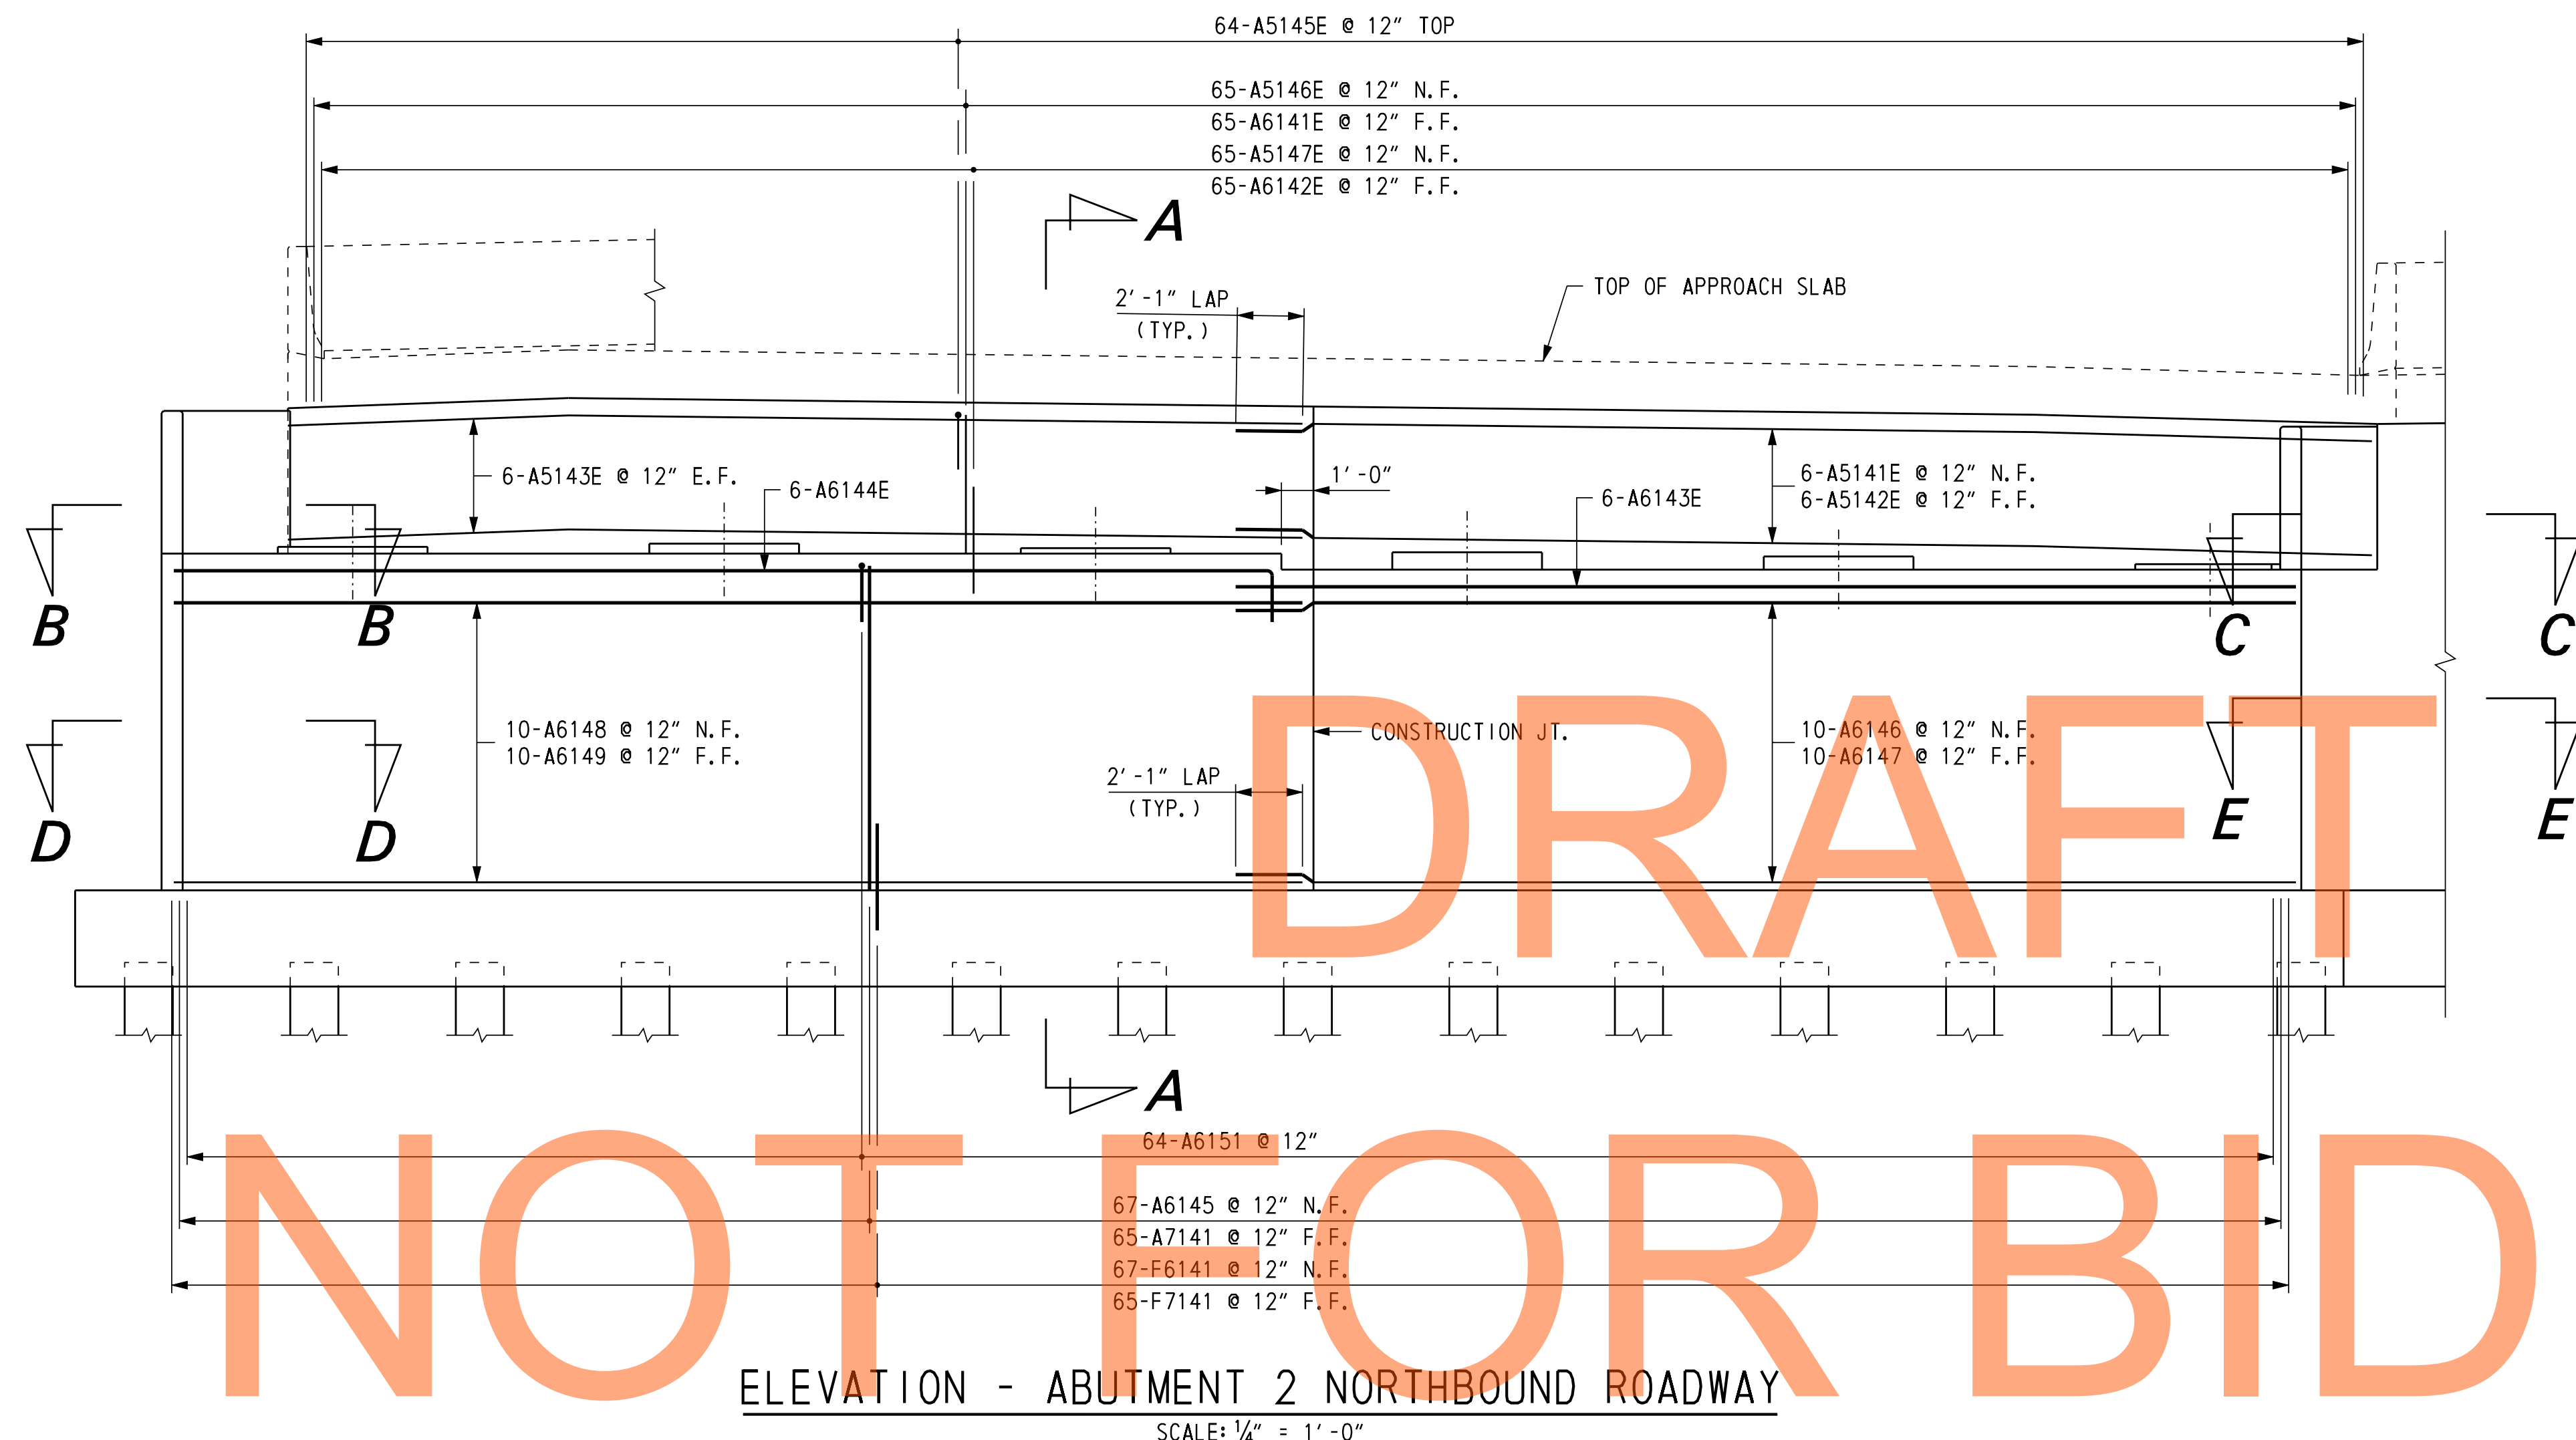 64-A5145E @ 12" TOP
65-A5146E @ 12" N.F.
65-A6141E @ 12" F.F.
65-A5147E @ 12" N.F.
65-A6142E @ 12" F.F.
A
2'-1" LAP
(TYP.)
TOP OF APPROACH SLAB
6-A5143E @ 12" E.F.
6-A6144E
1'-0"
6-A6143E
6-A5141E @ 12" N.F.
6-A5142E @ 12" F.F.
B
B
C
C
10-A6148 @ 12" N.F.
10-A6149 @ 12" F.F.
CONSTRUCTION JT.
10-A6146 @ 12" N.F.
10-A6147 @ 12" F.F.
2'-1" LAP
(TYP.)
D
D
E
E
DRAFT
A
64-A6151 @ 12"
67-A6145 @ 12" N.F.
65-A7141 @ 12" F.F.
67-F6141 @ 12" N.F.
65-F7141 @ 12" F.F.
NOT FOR BID
ELEVATION - ABUTMENT 2 NORTHBOUND ROADWAY
SCALE: 1/4" = 1'-0"